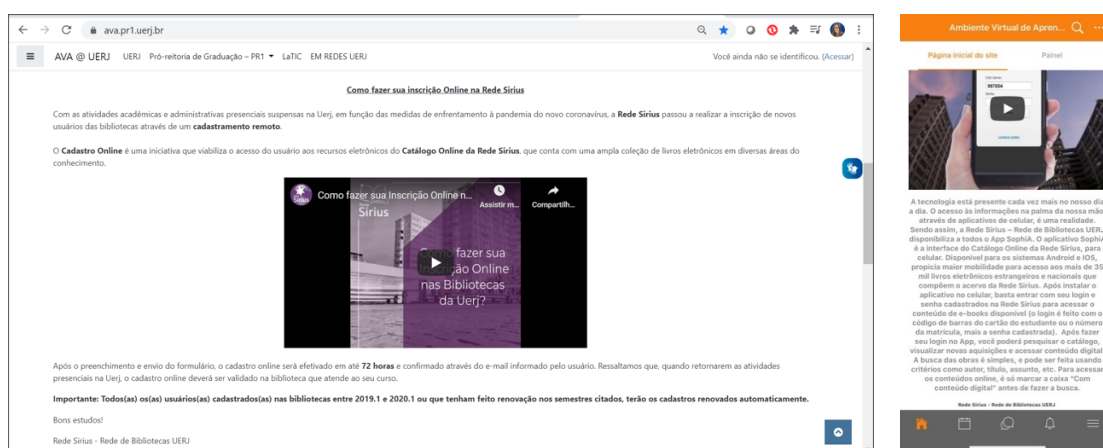 ava.pr1.uerj.br
AVA @ UERJ UERJ Pró-reitoria de Graduação – PR1 LaTIC EM REDES UERJ Você ainda não se identificou. (Acessar)
Como fazer sua inscrição Online na Rede Sirius
Com as atividades acadêmicas e administrativas presenciais suspensas na Uerj, em função das medidas de enfrentamento à pandemia do novo coronavírus, a Rede Sirius passou a realizar a inscrição de novos
usuários das bibliotecas através de um cadastramento remoto.
O Cadastro Online é uma iniciativa que viabiliza o acesso do usuário aos recursos eletrônicos do Catálogo Online da Rede Sirius, que conta com uma ampla coleção de livros eletrônicos em diversas áreas do
conhecimento.
Como fazer sua Inscrição Online n...
Assistir m... Compartilh...
Sirius
Como fazer sua
Inscrição Online
nas Bibliotecas
da Uerj?
Após o preenchimento e envio do formulário, o cadastro online será efetivado em até 72 horas e confirmado através do e-mail informado pelo usuário. Ressaltamos que, quando retornarem as atividades
presenciais na Uerj, o cadastro online deverá ser validado na biblioteca que atende ao seu curso.
Importante: Todos(as) os(as) usuários(as) cadastrados(as) nas bibliotecas entre 2019.1 e 2020.1 ou que tenham feito renovação nos semestres citados, terão os cadastros renovados automaticamente.
Bons estudos!
Rede Sirius - Rede de Bibliotecas UERJ
Ambiente Virtual de Apren...
Página inicial do site Painel
A tecnologia está presente cada vez mais no nosso dia
a dia. O acesso às informações na palma da nossa mão
através de aplicativos de celular, é uma realidade.
Sendo assim, a Rede Sirius – Rede de Bibliotecas UERJ
disponibiliza a todos o App SophiA. O aplicativo SophiA
é a interface do Catálogo Online da Rede Sirius, para
celular. Disponível para os sistemas Android e IOS,
propicia maior mobilidade para acesso aos mais de 35
mil livros eletrônicos estrangeiros e nacionais que
compõem o acervo da Rede Sirius. Após instalar o
aplicativo no celular, basta entrar com seu login e
senha cadastrados na Rede Sirius para acessar o
conteúdo de e-books disponível (o login é feito com o
código de barras do cartão do estudante ou o número
da matrícula, mais a senha cadastrada). Após fazer
seu login no App, você poderá pesquisar o catálogo,
visualizar novas aquisições e acessar conteúdo digital.
A busca das obras é simples, e pode ser feita usando
critérios como autor, título, assunto, etc. Para acessar
os conteúdos online, é só marcar a caixa "Com
conteúdo digital" antes de fazer a busca.
Rede Sirius - Rede de Bibliotecas UERJ